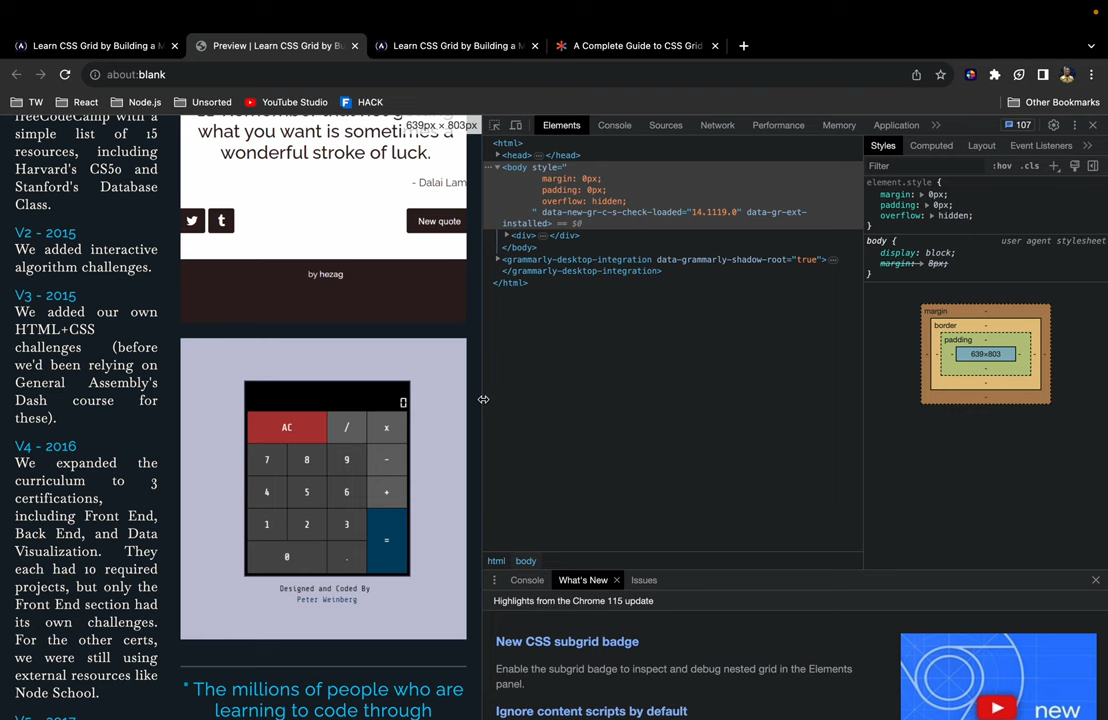 Learn CSS Grid by Building a M
Preview | Learn CSS Grid by Bu
Learn CSS Grid by Building a M
A Complete Guide to CSS Grid
about:blank
TW
React
Node.js
Unsorted
YouTube Studio
HACK
Other Bookmarks
freeCodeCamp with a
simple list of 15
resources, including
Harvard's CS50 and
Stanford's Database
Class.
V2 - 2015
We added interactive
algorithm challenges.
V3 - 2015
We added our own
HTML+CSS
challenges (before
we'd been relying on
General Assembly's
Dash course for
these).
V4 - 2016
We expanded the
curriculum to 3
certifications,
including Front End,
Back End, and Data
Visualization. They
each had 10 required
projects, but only the
Front End section had
its own challenges.
For the other certs,
we were still using
external resources like
Node School.
V5 - 2017
639px × 803px
what you want is sometimes a
wonderful stroke of luck.
- Dalai Lam
t
New quote
by hezag
0
AC / x
7 8 9 -
4 5 6 +
1 2 3 =
0 .
Designed and Coded By
Peter Weinberg
" The millions of people who are
learning to code through
Elements
Console
Sources
Network
Performance
Memory
Application
107
<html>
<head> … </head>
<body style="
margin: 0px;
padding: 0px;
overflow: hidden;
" data-new-gr-c-s-check-loaded="14.1119.0" data-gr-ext-
installed> == $0
<div> … </div>
</body>
<grammarly-desktop-integration data-grammarly-shadow-root="true"> …
</grammarly-desktop-integration>
</html>
html body
Styles
Computed
Layout
Event Listeners
Filter
:hov .cls
element.style {
margin: 0px;
padding: 0px;
overflow: hidden;
}
body { user agent stylesheet
display: block;
margin: 8px;
}
margin -
border -
padding -
- - - 639×803 - - -
-
-
-
Console
What's New
Issues
Highlights from the Chrome 115 update
New CSS subgrid badge
Enable the subgrid badge to inspect and debug nested grid in the Elements
panel.
Ignore content scripts by default
new